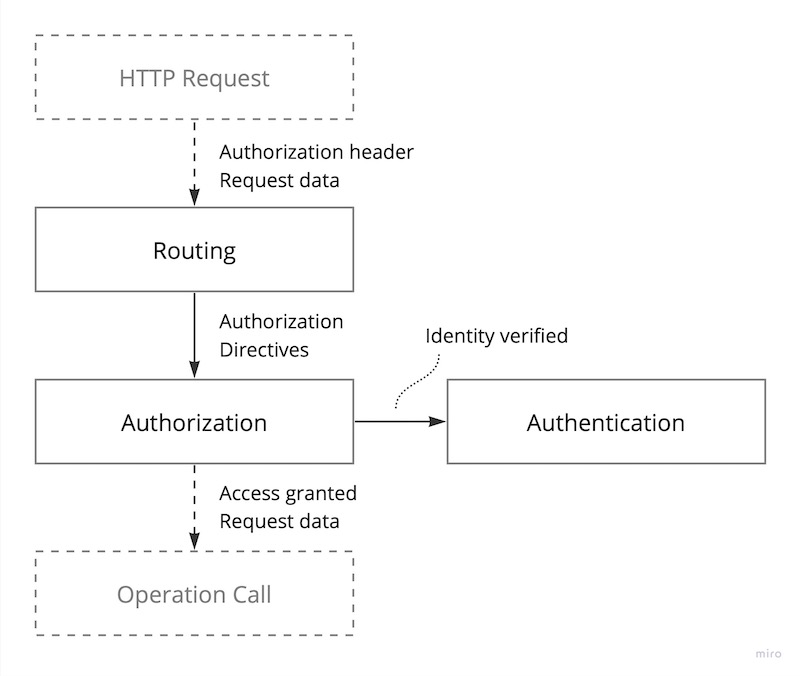 HTTP Request
Authorization header
Request data
Routing
Authorization
Directives
Identity verified
Authorization
Authentication
Access granted
Request data
Operation Call
miro